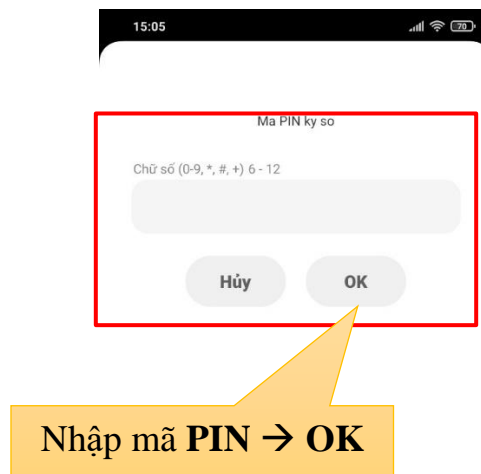 15:05
70
Ma PIN ky so
Chữ số (0-9, *, #, +) 6 - 12
Hủy OK
Nhập mã PIN → OK